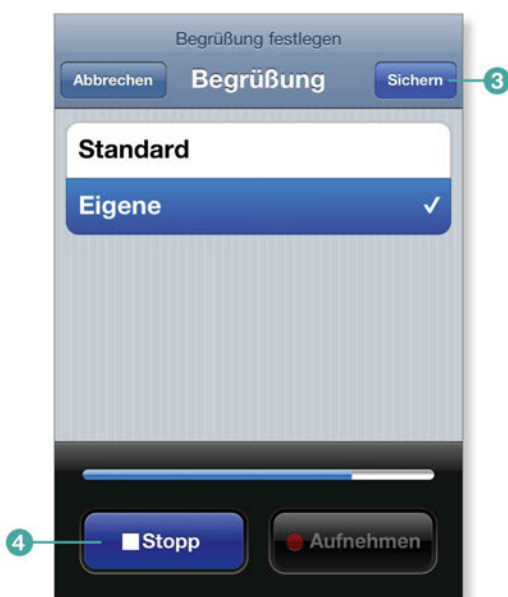 Begrüßung festlegen
Abbrechen Begrüßung Sichern 3
Standard
Eigene
4 Stopp Aufnehmen